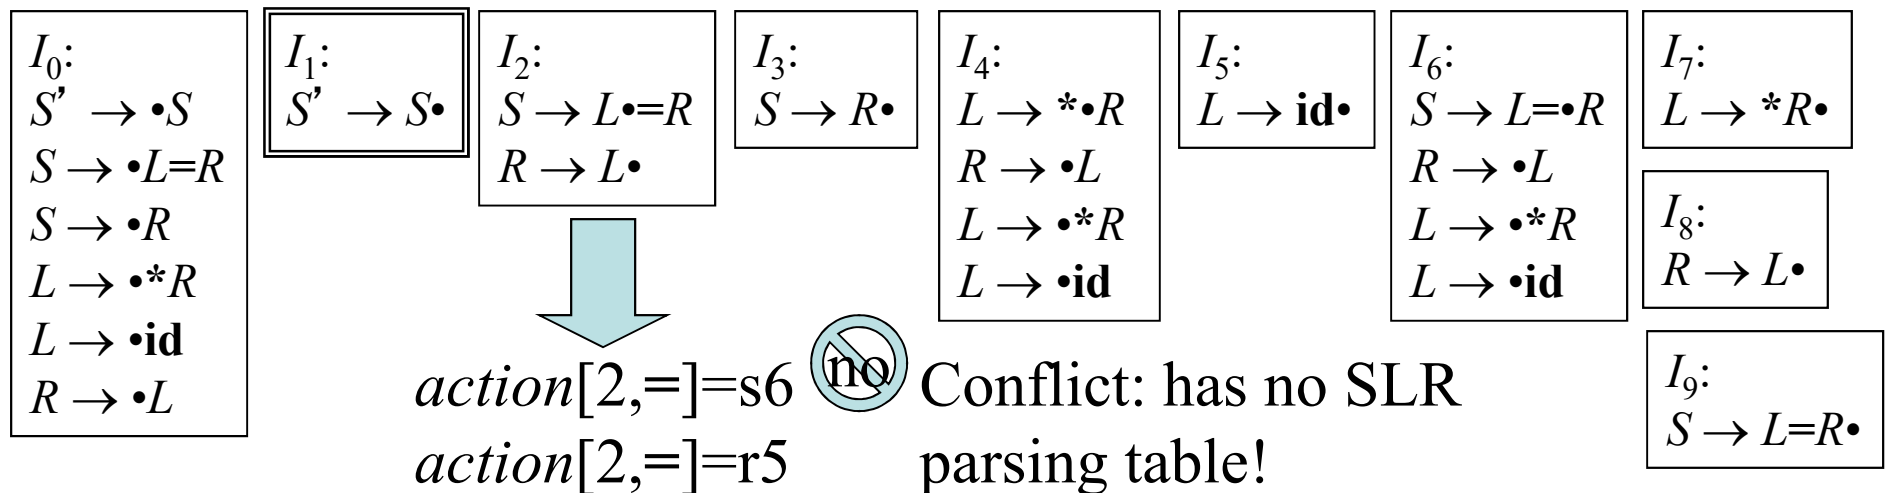 I₀:
S’ → •S
S → •L=R
S → •R
L → •*R
L → •id
R → •L
I₁:
S’ → S•
I₂:
S → L•=R
R → L•
I₃:
S → R•
I₄:
L → *•R
R → •L
L → •*R
L → •id
I₅:
L → id•
I₆:
S → L=•R
R → •L
L → •*R
L → •id
I₇:
L → *R•
I₈:
R → L•
I₉:
S → L=R•
action[2,=]=s6
action[2,=]=r5
no
Conflict: has no SLR
parsing table!